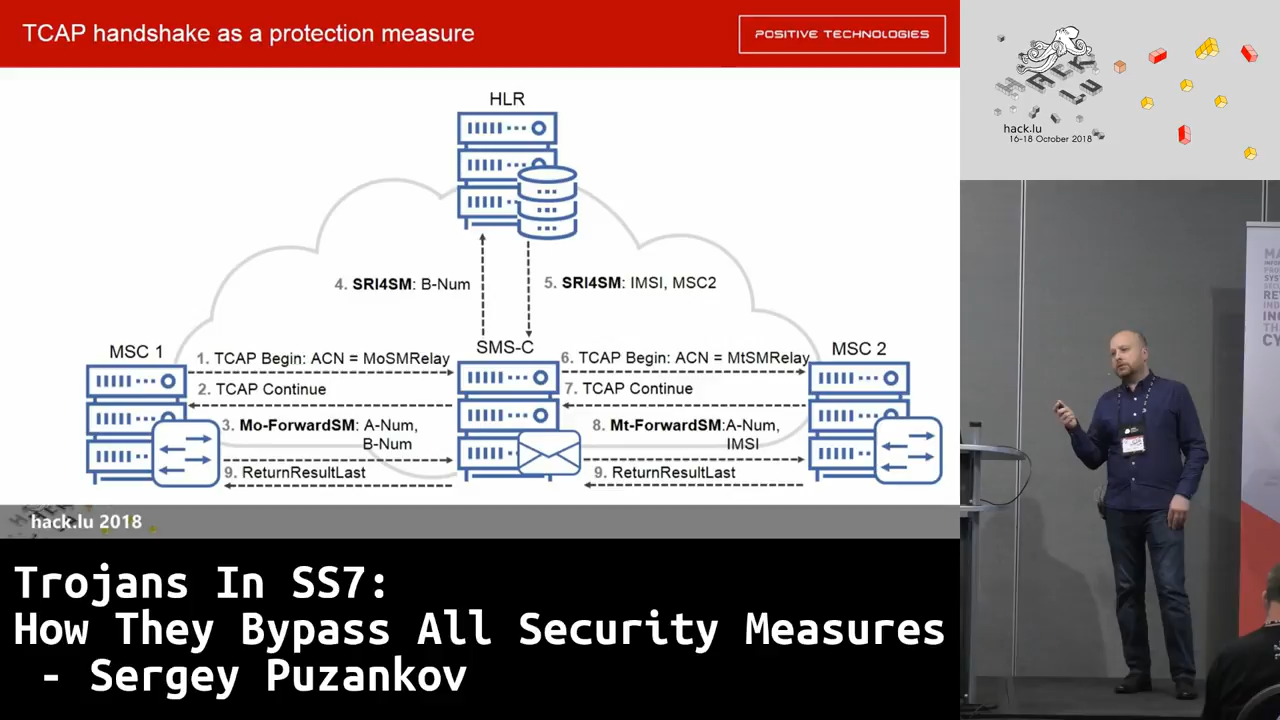 TCAP handshake as a protection measure
POSITIVE TECHNOLOGIES
HLR
4. SRI4SM: B-Num
5. SRI4SM: IMSI, MSC2
MSC 1
SMS-C
MSC 2
1. TCAP Begin: ACN = MoSMRelay
6. TCAP Begin: ACN = MtSMRelay
2. TCAP Continue
7. TCAP Continue
3. Mo-ForwardSM: A-Num,
B-Num
8. Mt-ForwardSM:A-Num,
IMSI
9. ReturnResultLast
9. ReturnResultLast
HACK
LU
hack.lu
16-18 October 2018
hack.lu 2018
Trojans In SS7:
How They Bypass All Security Measures
- Sergey Puzankov